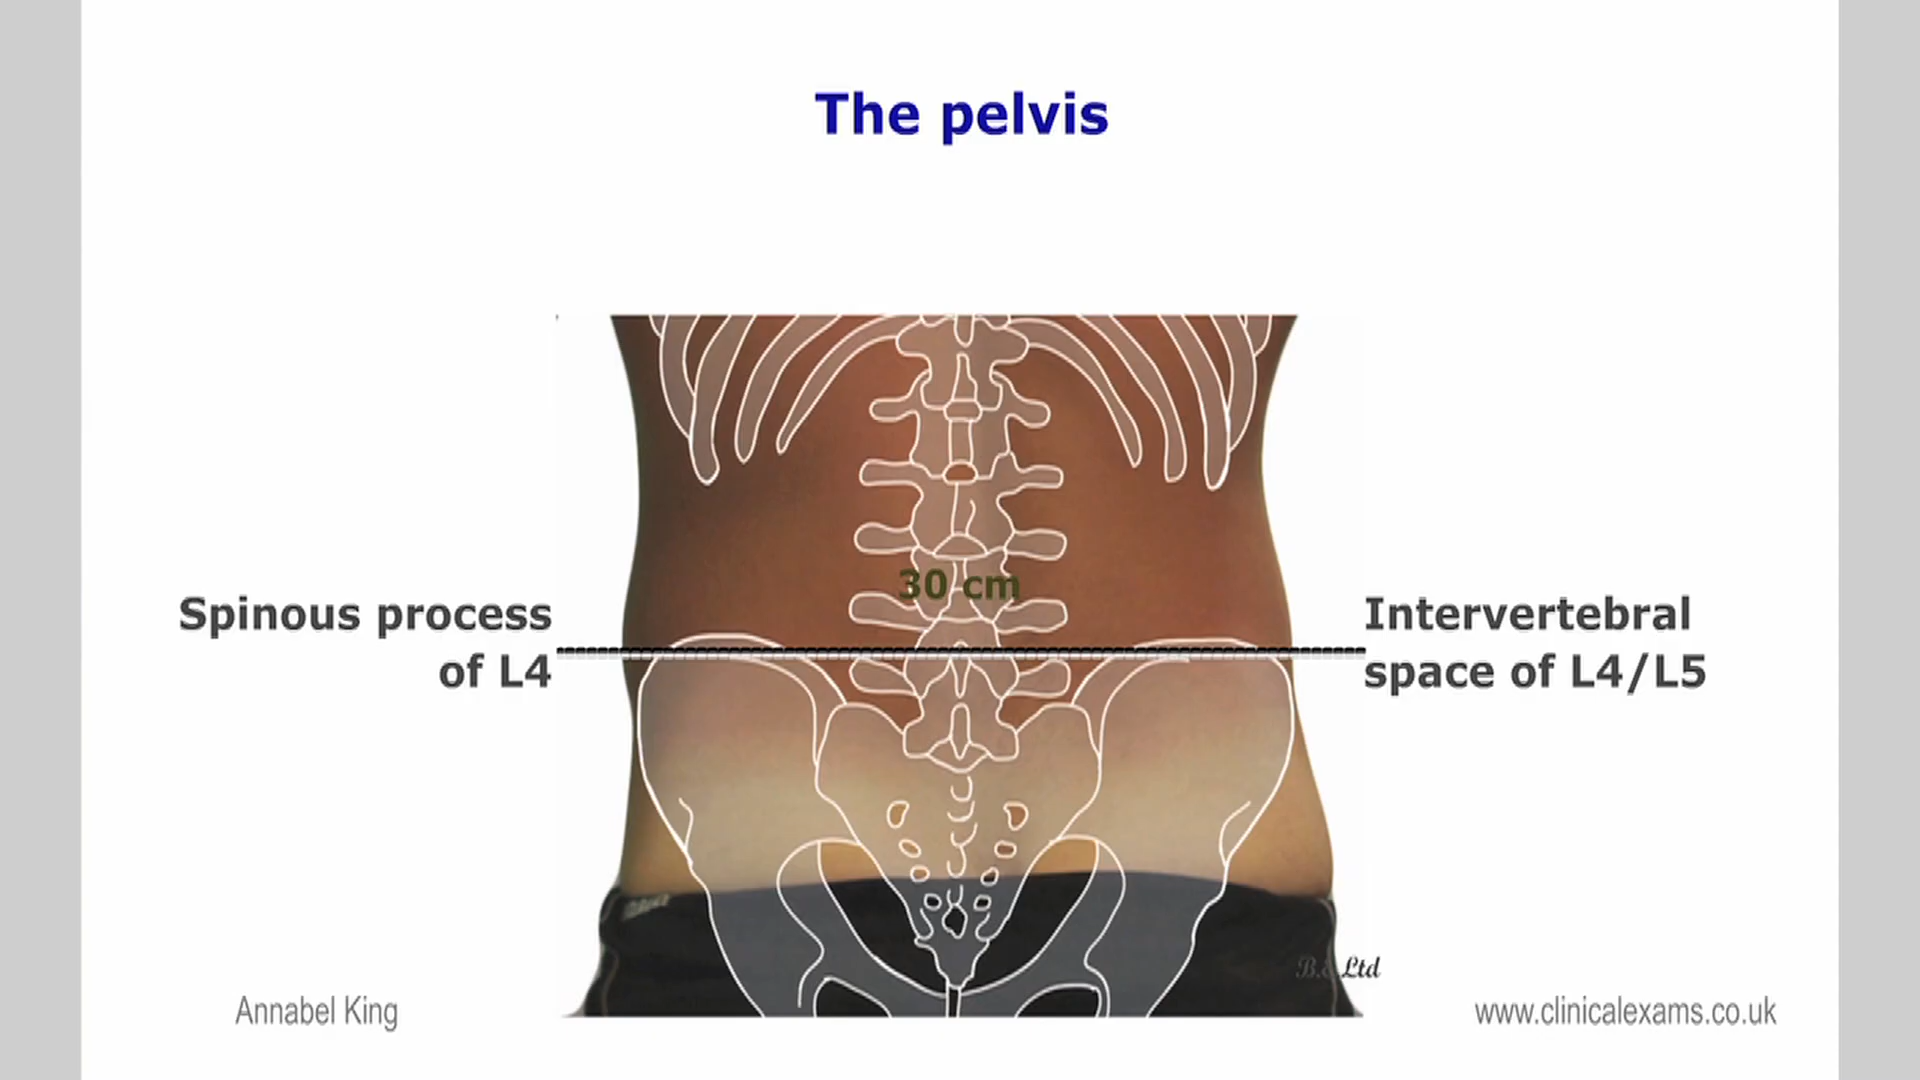 The pelvis
30 cm
Spinous process
of L4
Intervertebral
space of L4/L5
Ltd
Annabel King
www.clinicalexams.co.uk